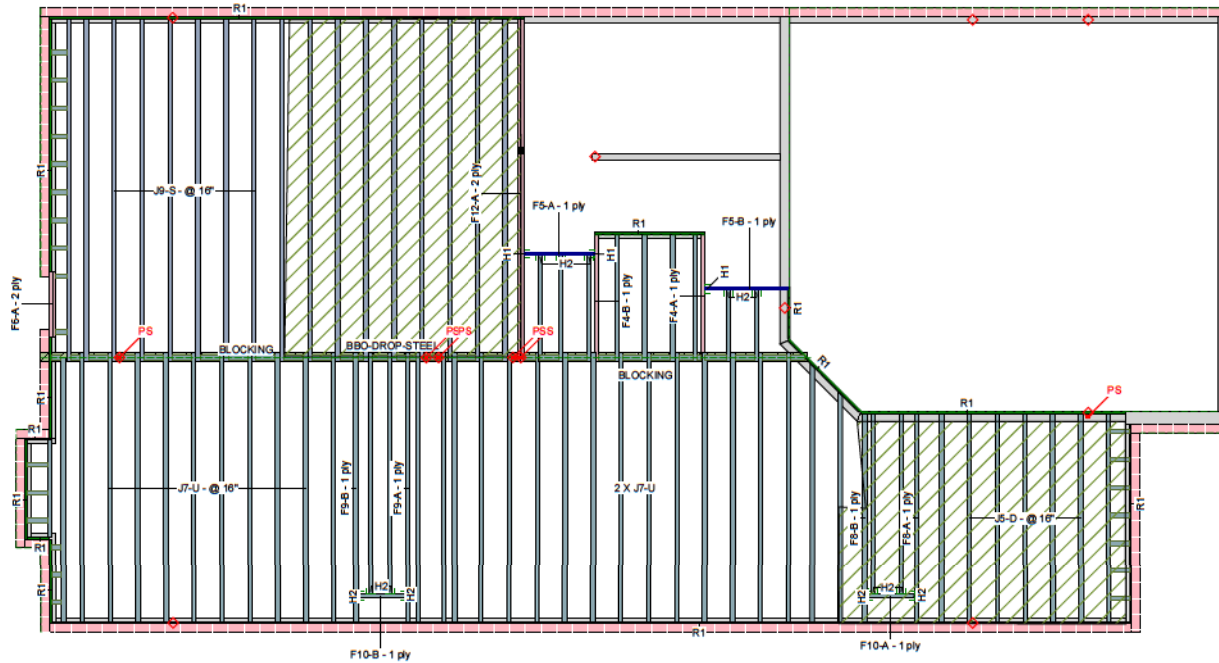 R1
R1
J9-S - @ 16"
F12-A - 2 ply
F5-A - 1 ply
F5-B - 1 ply
R1
H1
H2
H1
H1
H2
F4-B - 1 ply
F4-A - 1 ply
R1
F6-A - 2 ply
PS
BLOCKING
BBO-DROP-STEEL
PSPS
PSS
BLOCKING
R1
R1
R1
PS
R1
R1
J7-U - @ 16"
F9-B - 1 ply
F9-A - 1 ply
2 X J7-U
F8-B - 1 ply
F8-A - 1 ply
J5-D - @ 16"
R1
R1
R1
H2
H2
H2
H2
H2
H2
R1
F10-B - 1 ply
F10-A - 1 ply